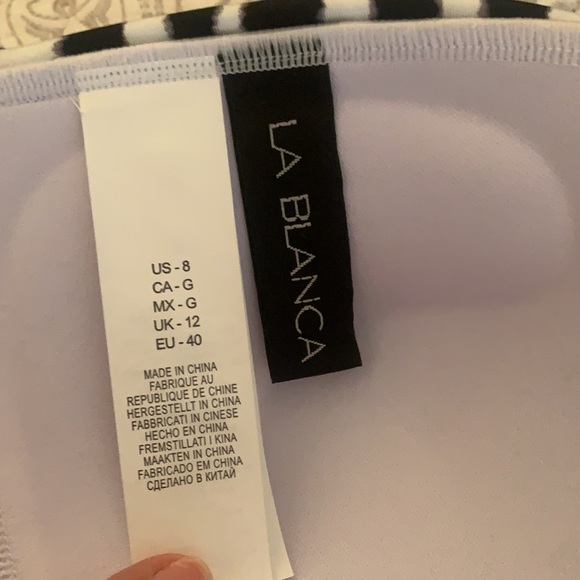 US - 8
CA - G
MX - G
UK - 12
EU - 40
MADE IN CHINA
FABRIQUE AU
REPUBLIQUE DE CHINE
HERGESTELLT IN CHINA
FABBRICATI IN CINESE
HECHO EN CHINA
FREMSTILLATI I KINA
MAAKTEN IN CHINA
FABRICADO EM CHINA
СДЕЛАНО В КИТАЙ
LA BLANCA